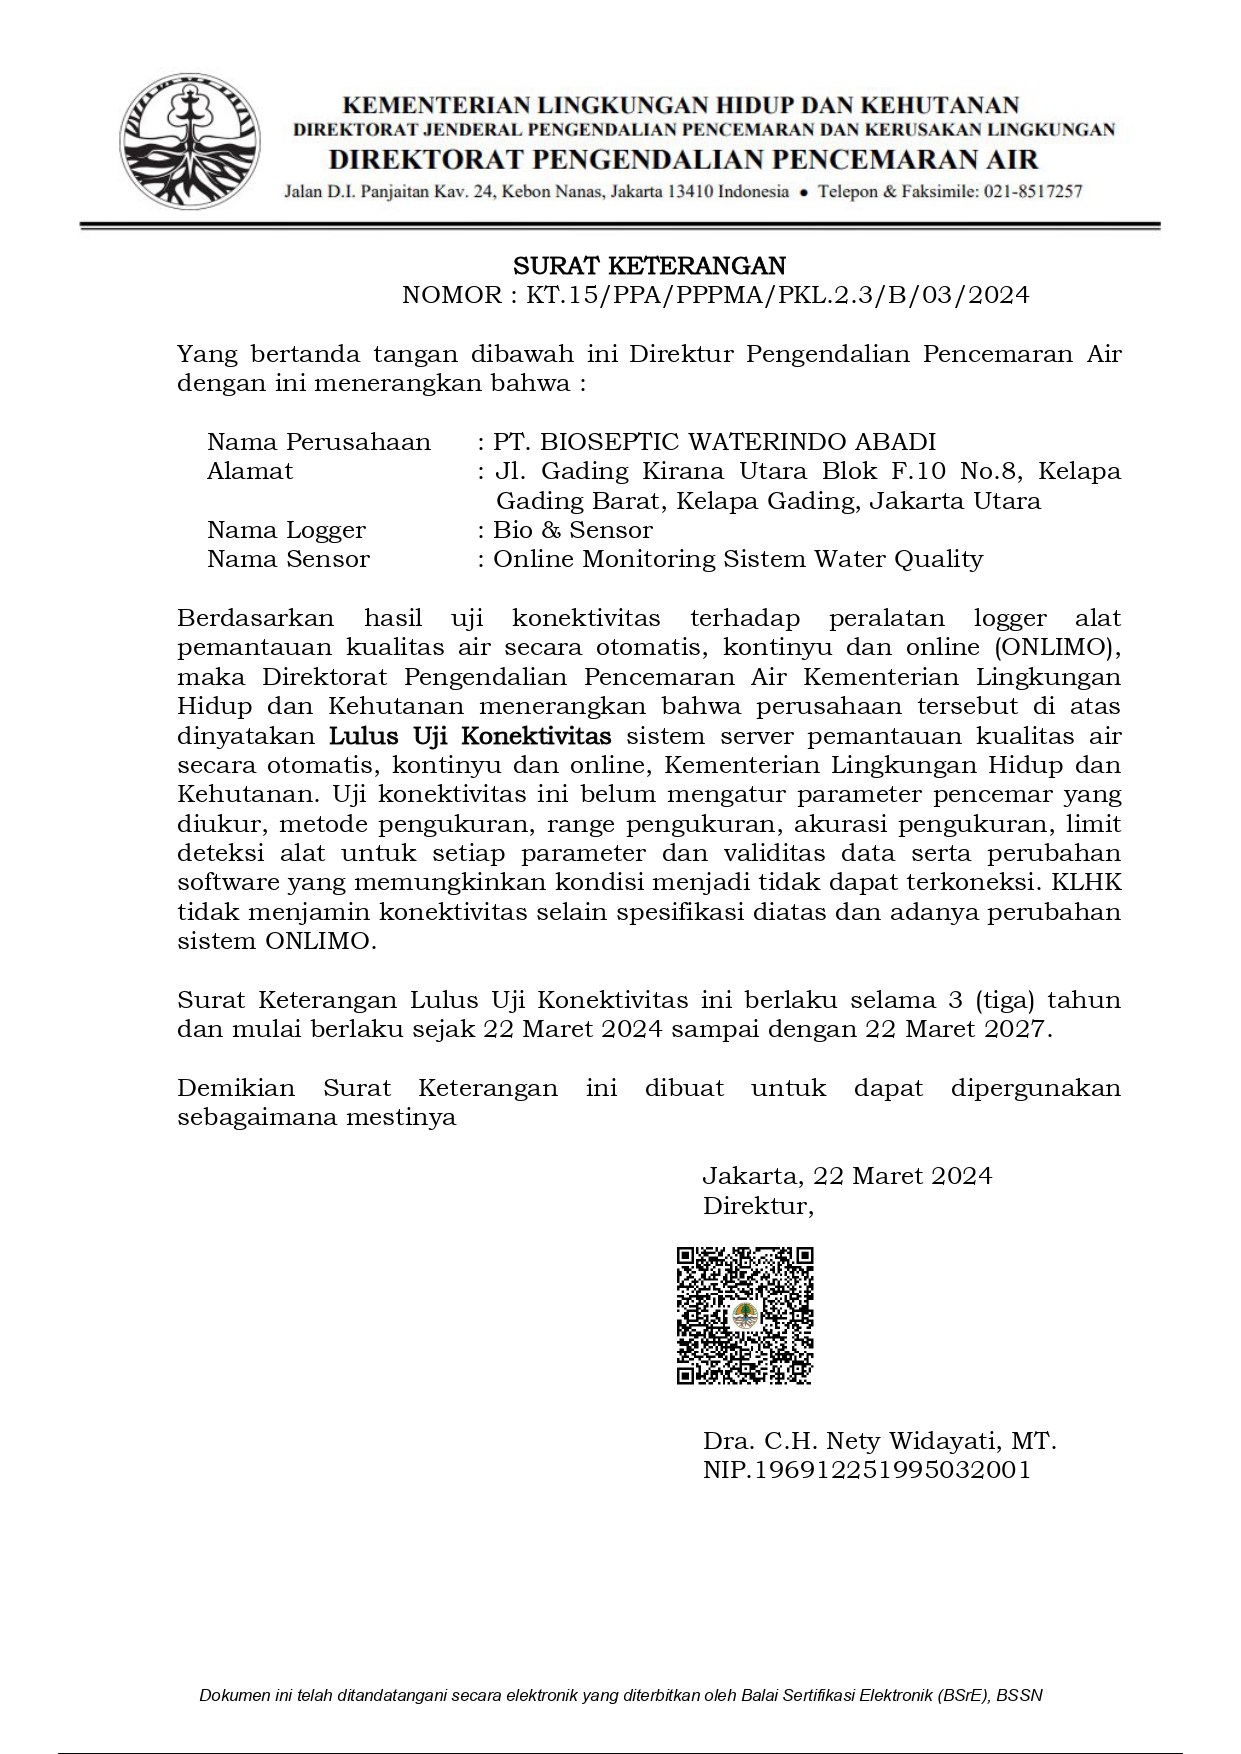 KEMENTERIAN LINGKUNGAN HIDUP DAN KEHUTANAN
DIREKTORAT JENDERAL PENGENDALIAN PENCEMARAN DAN KERUSAKAN LINGKUNGAN
DIREKTORAT PENGENDALIAN PENCEMARAN AIR
Jalan D.I. Panjaitan Kav. 24, Kebon Nanas, Jakarta 13410 Indonesia ● Telepon & Faksimile: 021-8517257
SURAT KETERANGAN
NOMOR : KT.15/PPA/PPPMA/PKL.2.3/B/03/2024
Yang bertanda tangan dibawah ini Direktur Pengendalian Pencemaran Air
dengan ini menerangkan bahwa :
Nama Perusahaan : PT. BIOSEPTIC WATERINDO ABADI
Alamat : Jl. Gading Kirana Utara Blok F.10 No.8, Kelapa
Gading Barat, Kelapa Gading, Jakarta Utara
Nama Logger : Bio & Sensor
Nama Sensor : Online Monitoring Sistem Water Quality
Berdasarkan hasil uji konektivitas terhadap peralatan logger alat
pemantauan kualitas air secara otomatis, kontinyu dan online (ONLIMO),
maka Direktorat Pengendalian Pencemaran Air Kementerian Lingkungan
Hidup dan Kehutanan menerangkan bahwa perusahaan tersebut di atas
dinyatakan Lulus Uji Konektivitas sistem server pemantauan kualitas air
secara otomatis, kontinyu dan online, Kementerian Lingkungan Hidup dan
Kehutanan. Uji konektivitas ini belum mengatur parameter pencemar yang
diukur, metode pengukuran, range pengukuran, akurasi pengukuran, limit
deteksi alat untuk setiap parameter dan validitas data serta perubahan
software yang memungkinkan kondisi menjadi tidak dapat terkoneksi. KLHK
tidak menjamin konektivitas selain spesifikasi diatas dan adanya perubahan
sistem ONLIMO.
Surat Keterangan Lulus Uji Konektivitas ini berlaku selama 3 (tiga) tahun
dan mulai berlaku sejak 22 Maret 2024 sampai dengan 22 Maret 2027.
Demikian Surat Keterangan ini dibuat untuk dapat dipergunakan
sebagaimana mestinya
Jakarta, 22 Maret 2024
Direktur,
Dra. C.H. Nety Widayati, MT.
NIP.196912251995032001
Dokumen ini telah ditandatangani secara elektronik yang diterbitkan oleh Balai Sertifikasi Elektronik (BSrE), BSSN